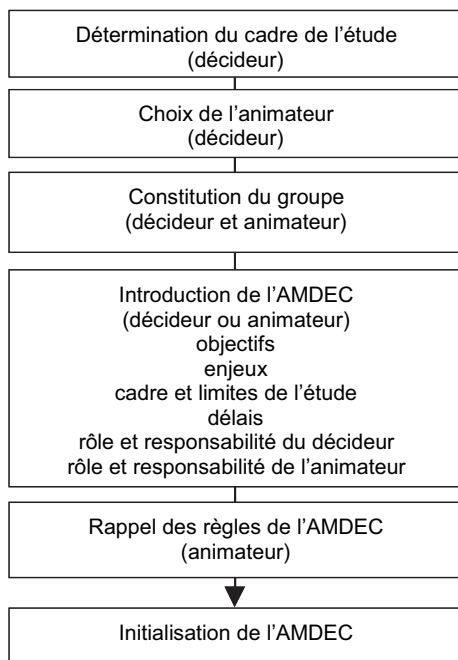 Détermination du cadre de l’étude
(décideur)
Choix de l’animateur
(décideur)
Constitution du groupe
(décideur et animateur)
Introduction de l’AMDEC
(décideur ou animateur)
objectifs
enjeux
cadre et limites de l’étude
délais
rôle et responsabilité du décideur
rôle et responsabilité de l’animateur
Rappel des règles de l’AMDEC
(animateur)
Initialisation de l’AMDEC